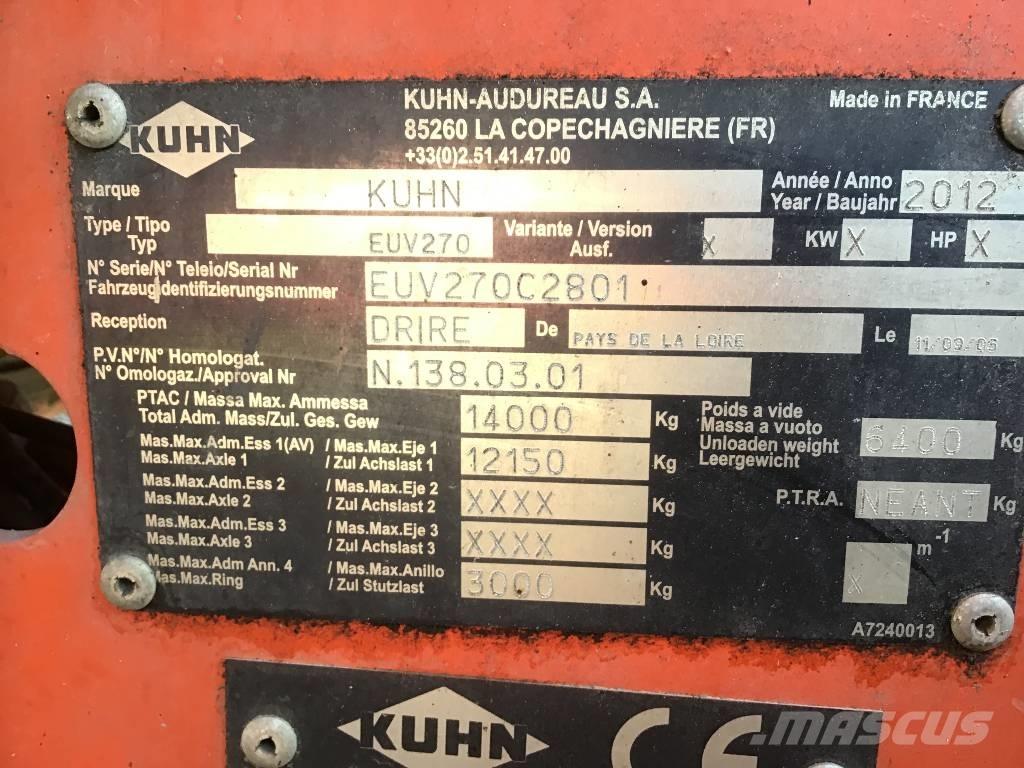 KUHN
KUHN-AUDUREAU S.A.
85260 LA COPECHAGNIERE (FR)
+33(0)2.51.41.47.00
Made in FRANCE
Marque KUHN Année / Anno
Year / Baujahr 2012
Type / Tipo
Typ EUV270 Variante / Version
Ausf. X KW X HP X
N° Serie/N° Teleio/Serial Nr
Fahrzeugidentifizierungsnummer EUV270C2801
Reception DRIRE De PAYS DE LA LOIRE Le 11/09/06
P.V.N°/N° Homologat.
N° Omologaz./Approval Nr N.138.03.01
PTAC / Massa Max. Ammessa
Total Adm. Mass/Zul. Ges. Gew 14000 Kg
Poids a vide
Massa a vuoto
Unloaden weight
Leergewicht 6400 Kg
Mas.Max.Adm.Ess 1(AV) / Mas.Max.Eje 1
Mas.Max.Axle 1 / Zul Achslast 1 12150 Kg
Mas.Max.Adm.Ess 2 / Mas.Max.Eje 2
Mas.Max.Axle 2 / Zul Achslast 2 XXXX Kg
P.T.R.A. NEANT Kg
Mas.Max.Adm.Ess 3 / Mas.Max.Eje 3
Mas.Max.Axle 3 / Zul Achslast 3 XXXX Kg
Mas.Max.Adm Ann. 4 / Mas.Max.Anillo
Mas.Max.Ring / Zul Stutzlast 3000 Kg
X m-1
A7240013
KUHN CE
MASCUS